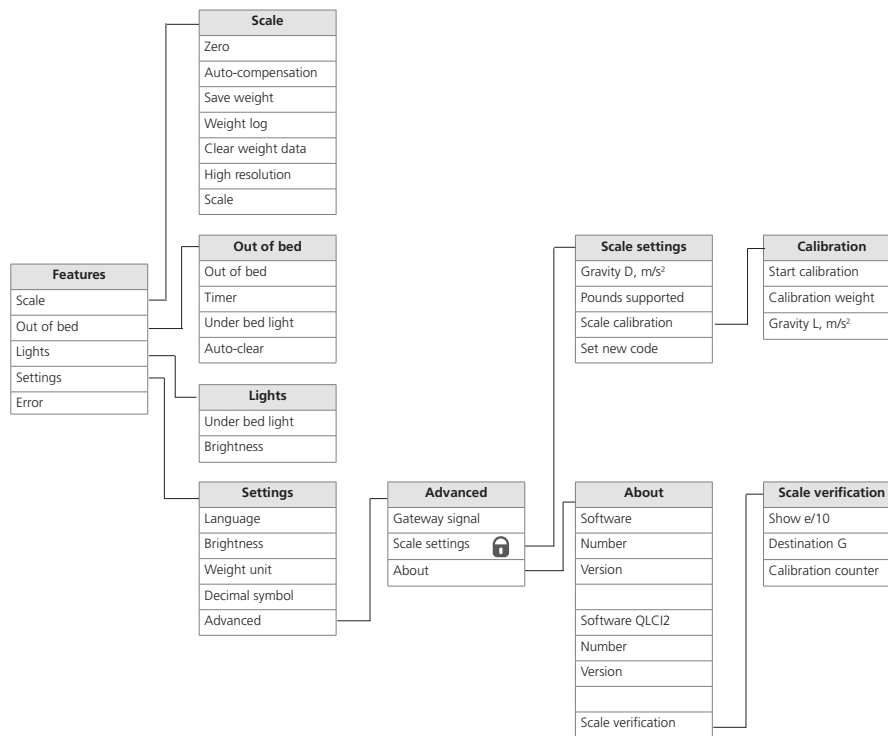 Scale
Zero
Auto-compensation
Save weight
Weight log
Clear weight data
High resolution
Scale
Features
Scale
Out of bed
Lights
Settings
Error
Out of bed
Out of bed
Timer
Under bed light
Auto-clear
Lights
Under bed light
Brightness
Settings
Language
Brightness
Weight unit
Decimal symbol
Advanced
Advanced
Gateway signal
Scale settings
About
Scale settings
Gravity D, m/s²
Pounds supported
Scale calibration
Set new code
Calibration
Start calibration
Calibration weight
Gravity L, m/s²
About
Software
Number
Version
Software QLCI2
Number
Version
Scale verification
Scale verification
Show e/10
Destination G
Calibration counter